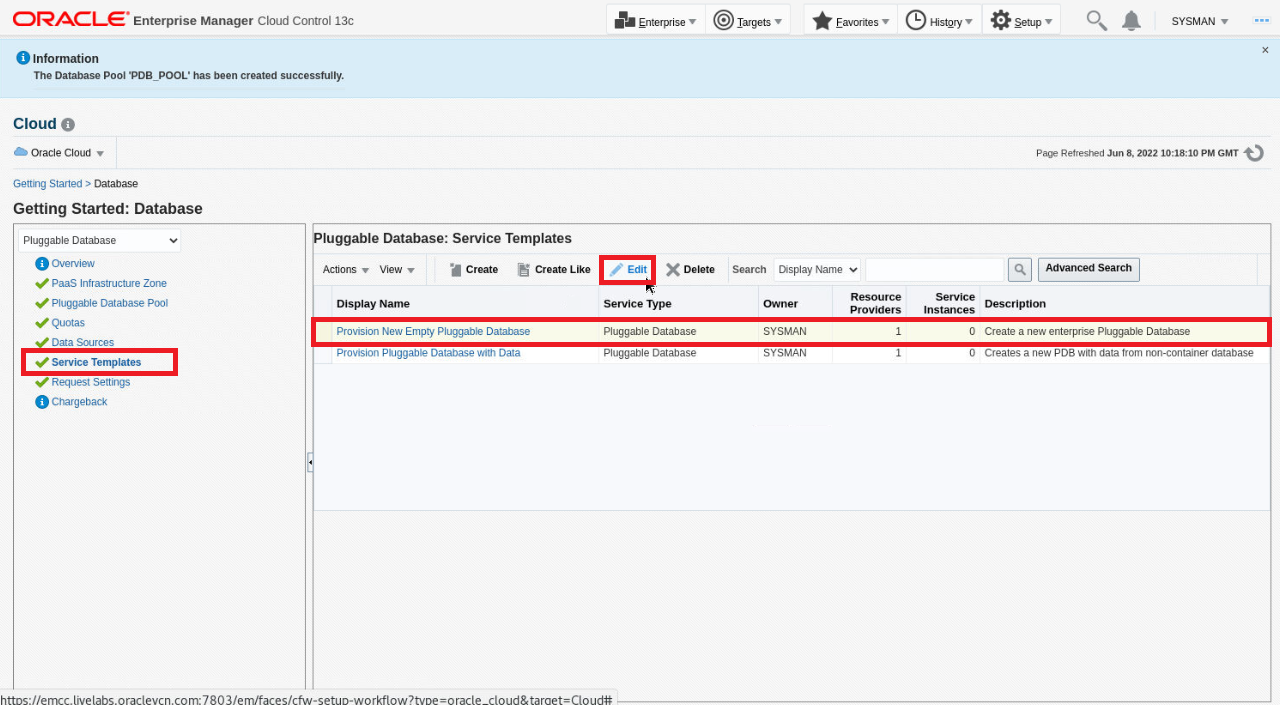 ORACLE Enterprise Manager Cloud Control 13c
Enterprise Targets Favorites History Setup SYSMAN
Information
The Database Pool 'PDB_POOL' has been created successfully.
Cloud
Oracle Cloud
Page Refreshed Jun 8, 2022 10:18:10 PM GMT
Getting Started > Database
Getting Started: Database
Pluggable Database
Overview
PaaS Infrastructure Zone
Pluggable Database Pool
Quotas
Data Sources
Service Templates
Request Settings
Chargeback
Pluggable Database: Service Templates
Actions View Create Create Like Edit Delete Search Display Name Advanced Search
Display Name Service Type Owner Resource Providers Service Instances Description
Provision New Empty Pluggable Database Pluggable Database SYSMAN 1 0 Create a new enterprise Pluggable Database
Provision Pluggable Database with Data Pluggable Database SYSMAN 1 0 Creates a new PDB with data from non-container database
https://emcc.livelabs.oraclevcn.com:7803/em/faces/cfw-setup-workflow?type=oracle_cloud&target=Cloud#